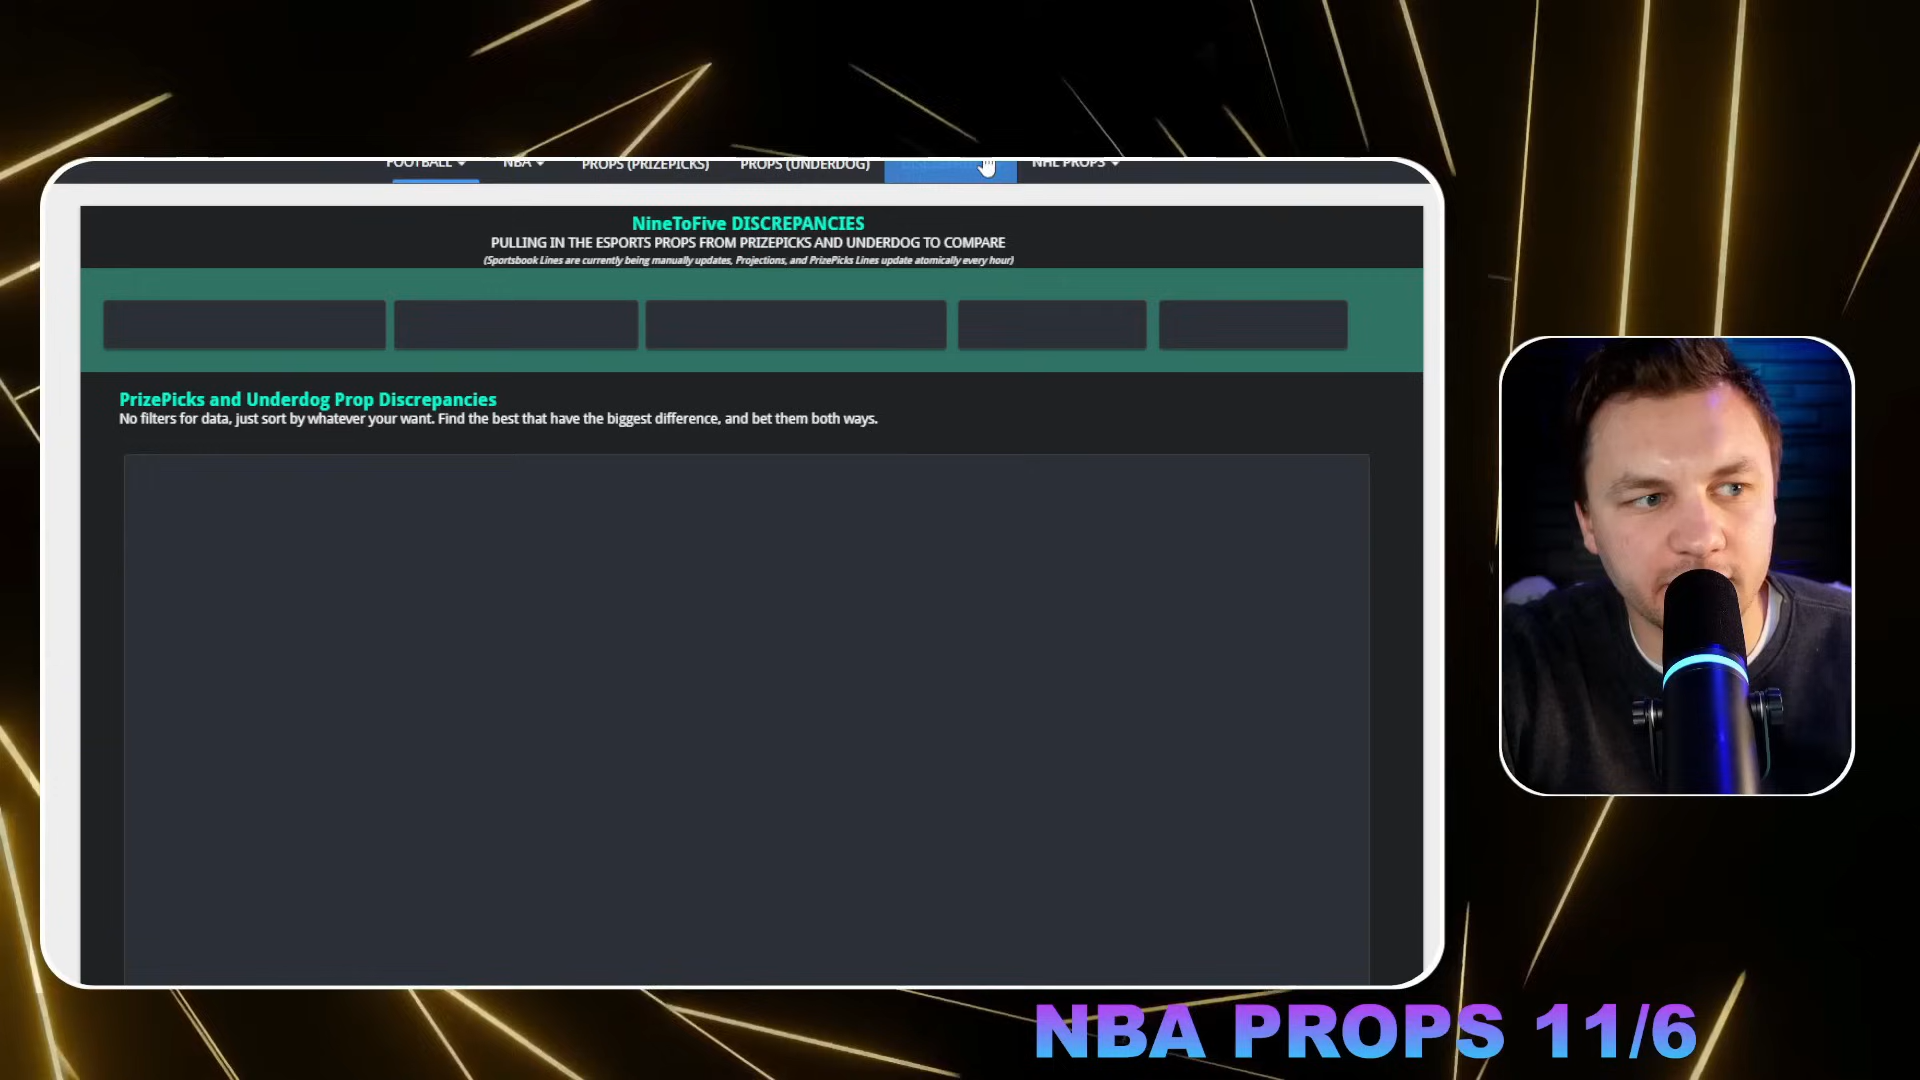 FOOTBALL NBA PROPS (PRIZEPICKS) PROPS (UNDERDOG) NHL PROPS
NineToFive DISCREPANCIES
PULLING IN THE ESPORTS PROPS FROM PRIZEPICKS AND UNDERDOG TO COMPARE
(Sportsbook Lines are currently being manually updates, Projections, and PrizePicks Lines update atomically every hour)
PrizePicks and Underdog Prop Discrepancies
No filters for data, just sort by whatever your want. Find the best that have the biggest difference, and bet them both ways.
NBA PROPS 11/6